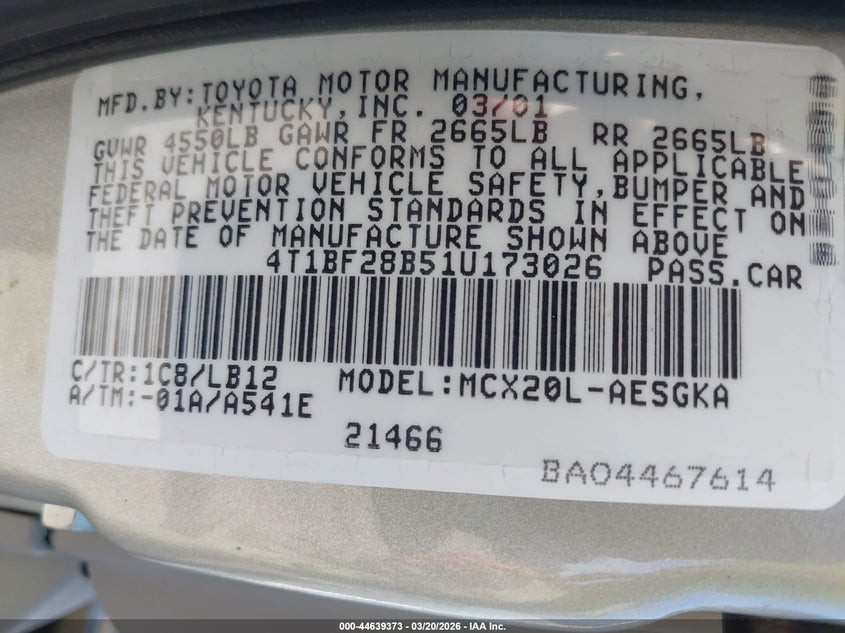 MFD.BY:TOYOTA MOTOR MANUFACTURING,
KENTUCKY,INC. 03/01
GVWR 4550LB GAWR FR 2665LB RR 2665LB
THIS VEHICLE CONFORMS TO ALL APPLICABLE
FEDERAL MOTOR VEHICLE SAFETY,BUMPER AND
THEFT PREVENTION STANDARDS IN EFFECT ON
THE DATE OF MANUFACTURE SHOWN ABOVE
4T1BF28B51U173026 PASS.CAR
C/TR:1C8/LB12 MODEL:MCX20L-AESGKA
A/TM:-01A/A541E
21466
BA04467614
000-44639373 - 03/20/2026 - IAA Inc.